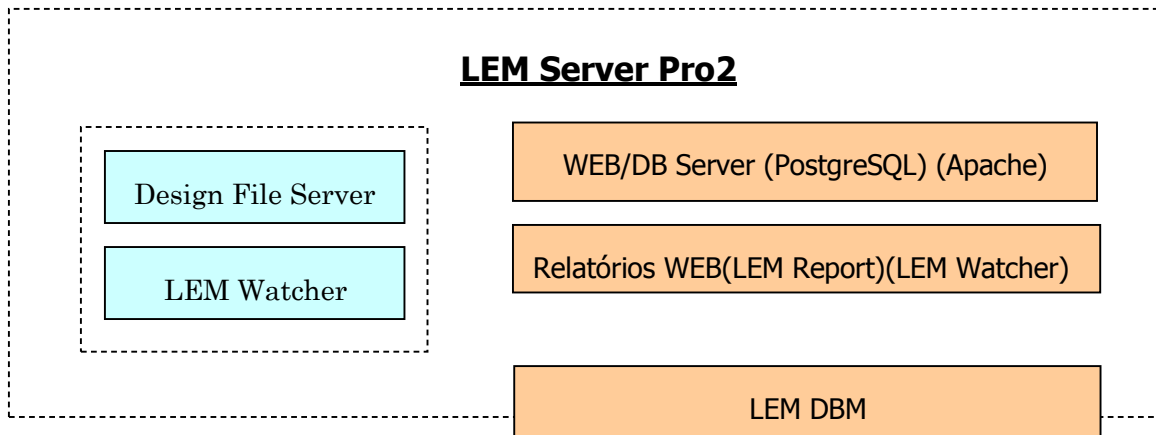 LEM Server Pro2
Design File Server
LEM Watcher
WEB/DB Server (PostgreSQL) (Apache)
Relatórios WEB(LEM Report)(LEM Watcher)
LEM DBM